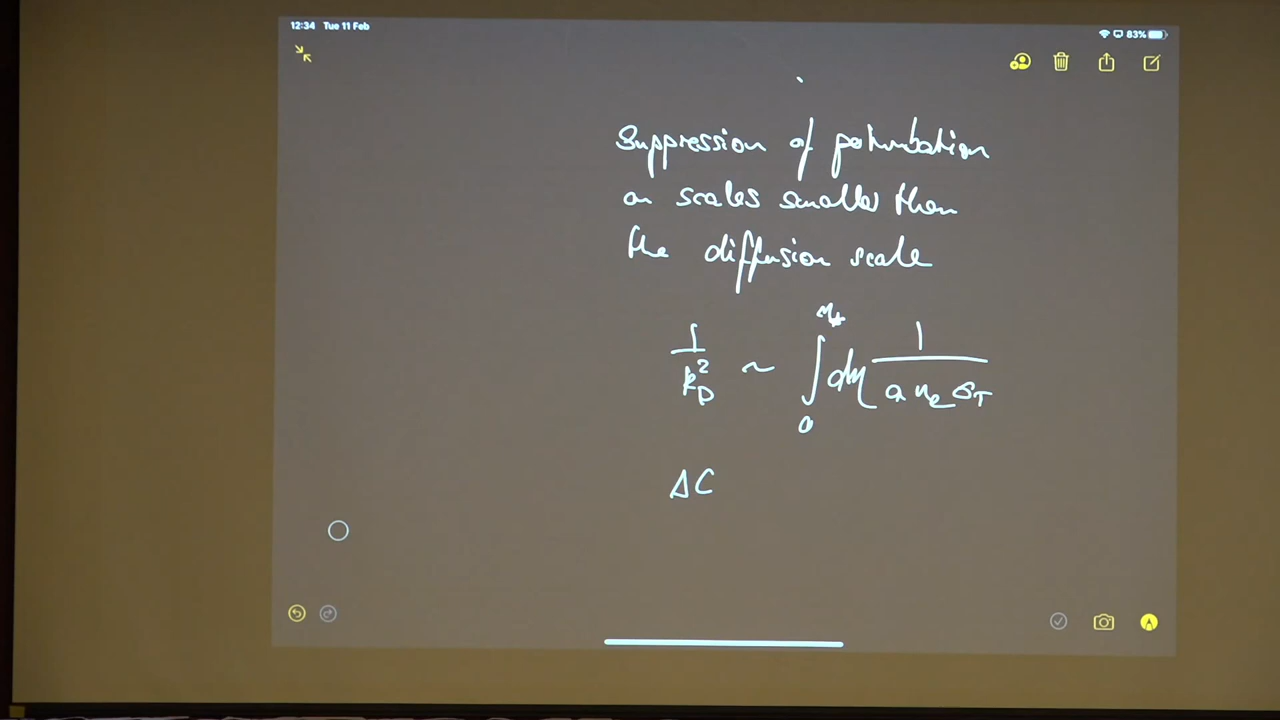 12:34 Tue 11 Feb
83%
Suppression of perturbation
on scales smaller than
the diffusion scale
1/k_D^2 ~ ∫_0^{η_*} dη 1/(a n_e σ_T)
ΔC